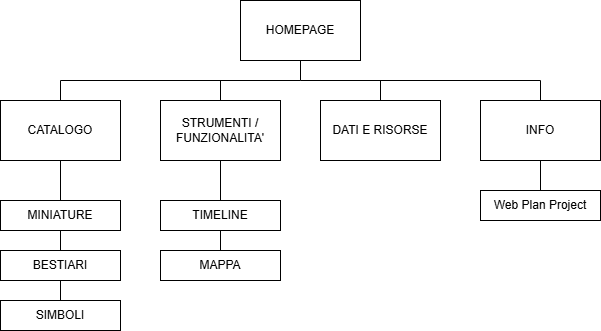 HOMEPAGE
CATALOGO
STRUMENTI /
FUNZIONALITA'
DATI E RISORSE
INFO
MINIATURE
TIMELINE
Web Plan Project
BESTIARI
MAPPA
SIMBOLI